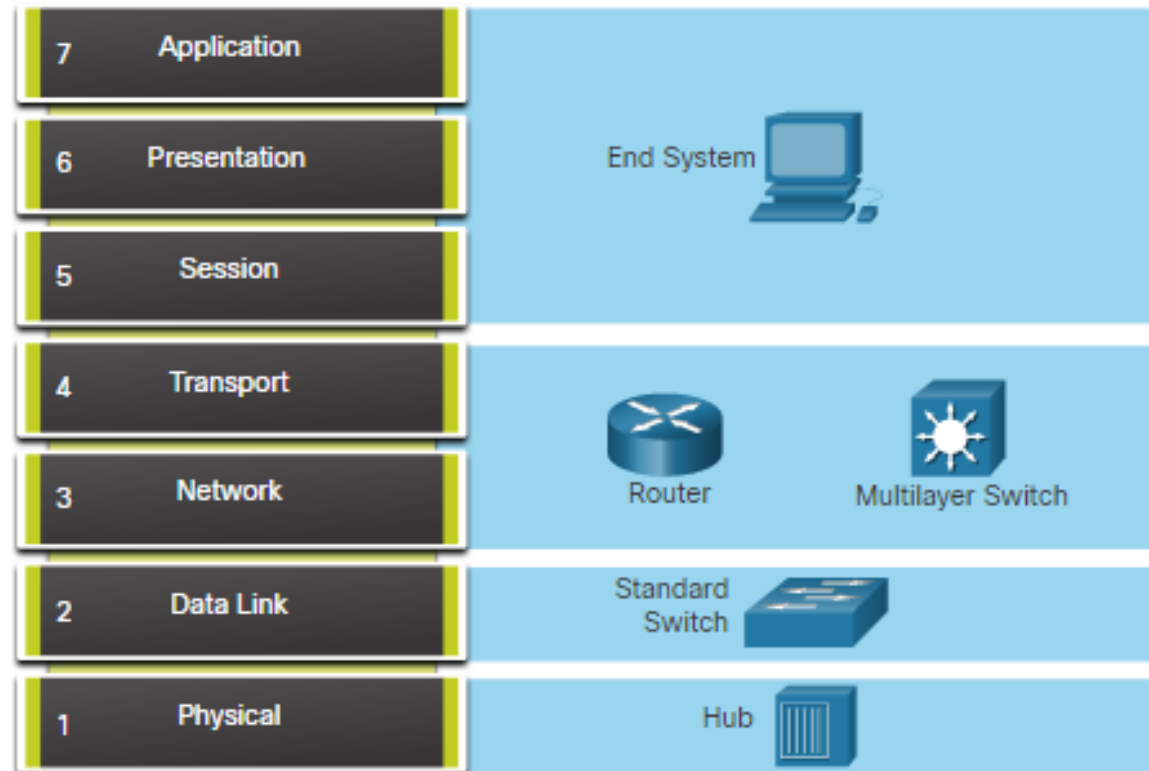 7 Application
6 Presentation
End System
5 Session
4 Transport
3 Network
Router
Multilayer Switch
2 Data Link
Standard
Switch
1 Physical
Hub